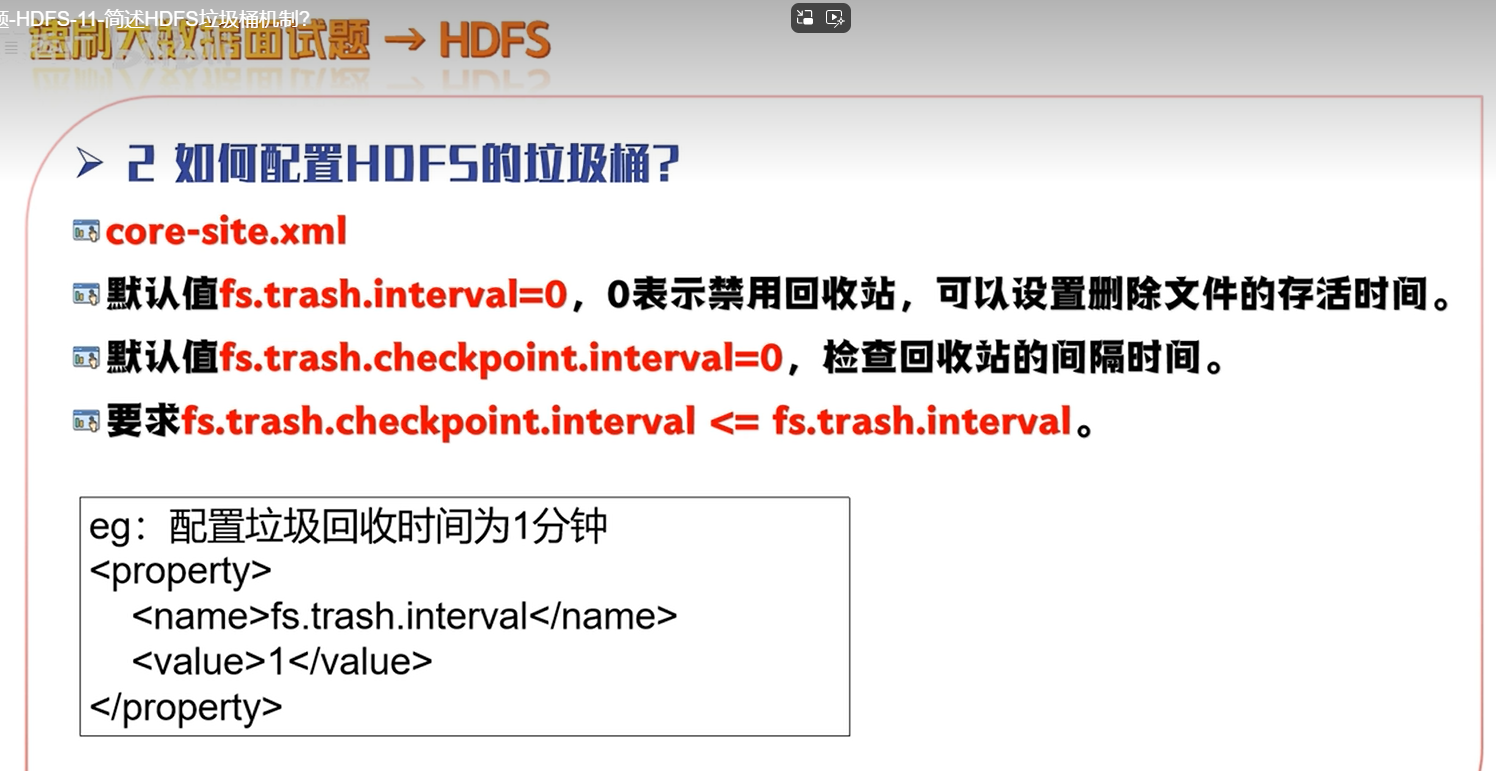 题-HDFS-11-简述HDFS垃圾桶机制?
重刷大数据面试题 → HDFS
➢ 2 如何配置HDFS的垃圾桶?
core-site.xml
默认值fs.trash.interval=0，0表示禁用回收站，可以设置删除文件的存活时间。
默认值fs.trash.checkpoint.interval=0，检查回收站的间隔时间。
要求fs.trash.checkpoint.interval <= fs.trash.interval。
eg：配置垃圾回收时间为1分钟
<property>
<name>fs.trash.interval</name>
<value>1</value>
</property>